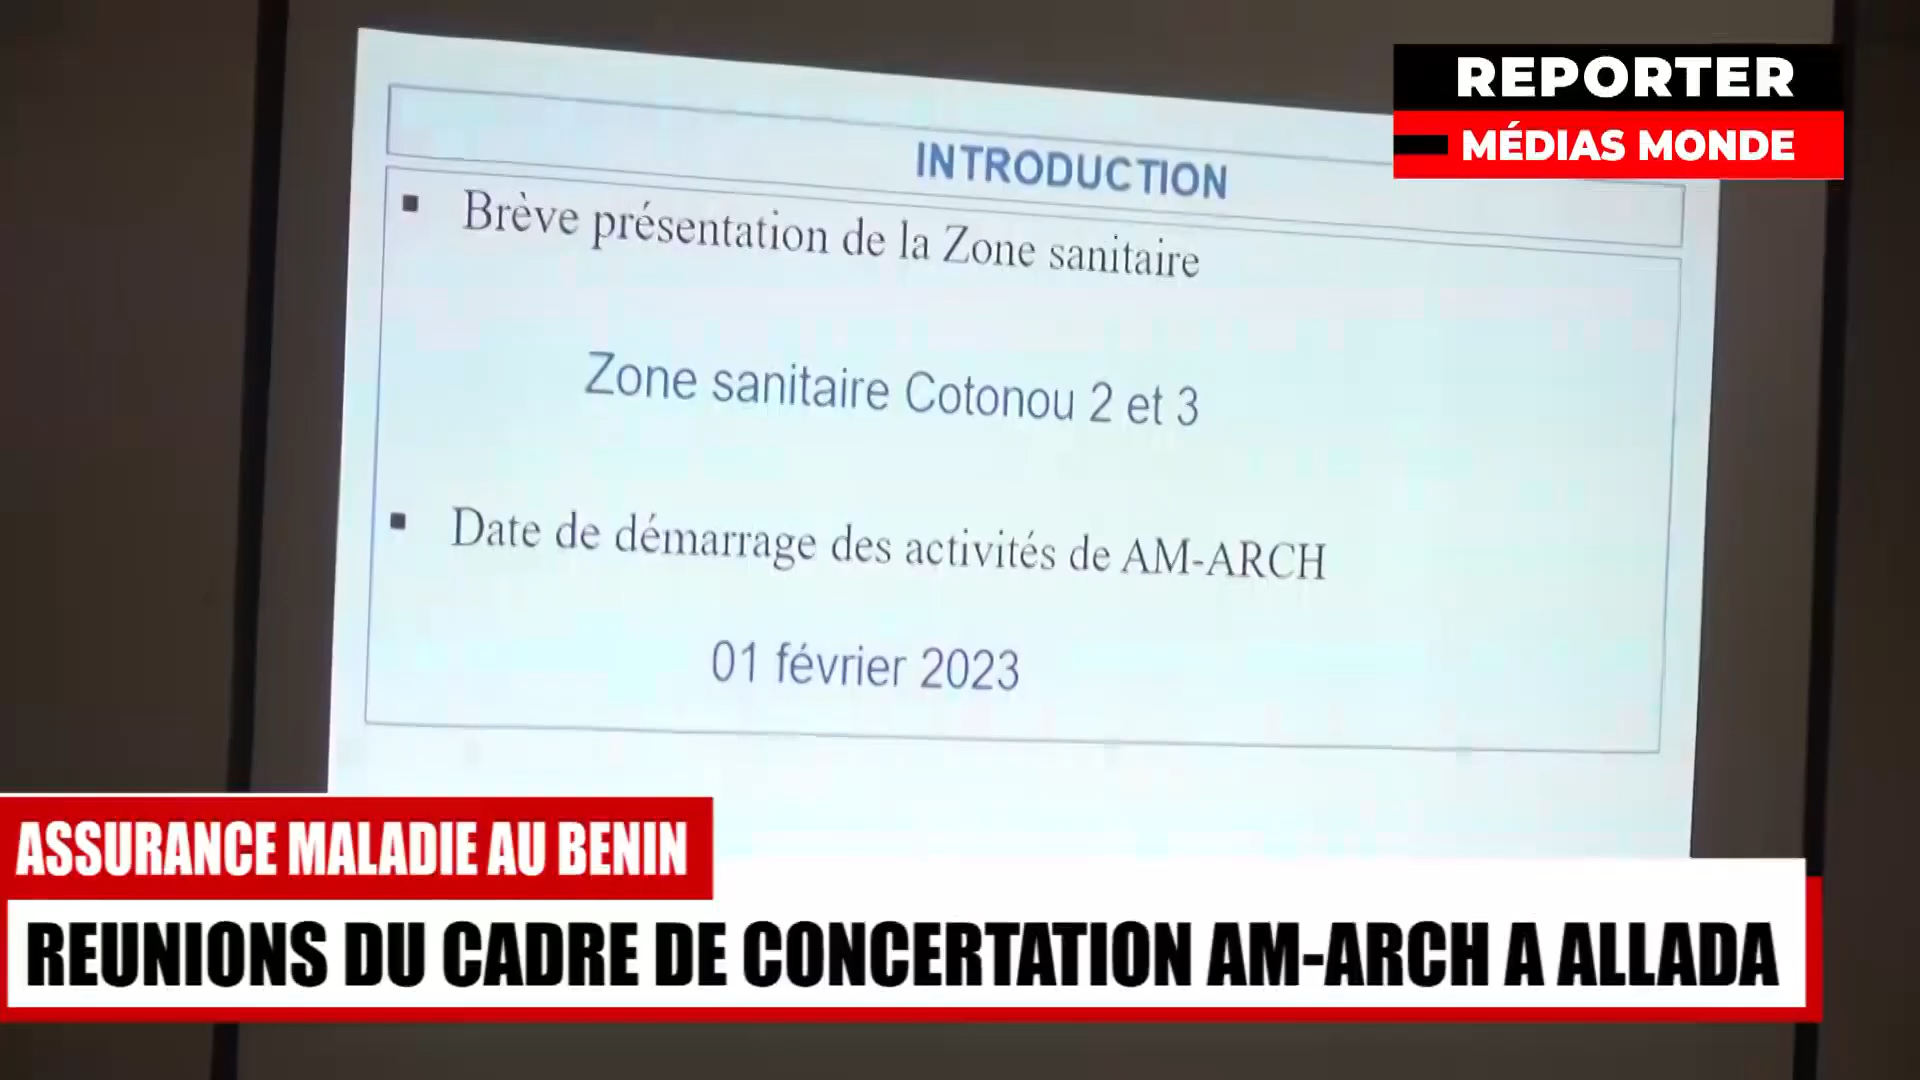 REPORTER
MÉDIAS MONDE
INTRODUCTION
▪ Brève présentation de la Zone sanitaire
Zone sanitaire Cotonou 2 et 3
▪ Date de démarrage des activités de AM-ARCH
01 février 2023
ASSURANCE MALADIE AU BENIN
REUNIONS DU CADRE DE CONCERTATION AM-ARCH A ALLADA